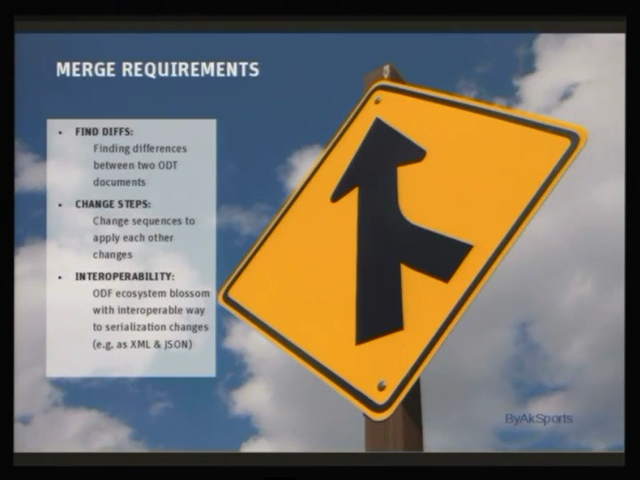 MERGE REQUIREMENTS
• FIND DIFFS:
Finding differences
between two ODT
documents
• CHANGE STEPS:
Change sequences to
apply each other
changes
• INTEROPERABILITY:
ODF ecosystem blossom
with interoperable way
to serialization changes
(e.g. as XML & JSON)
ByAkSports